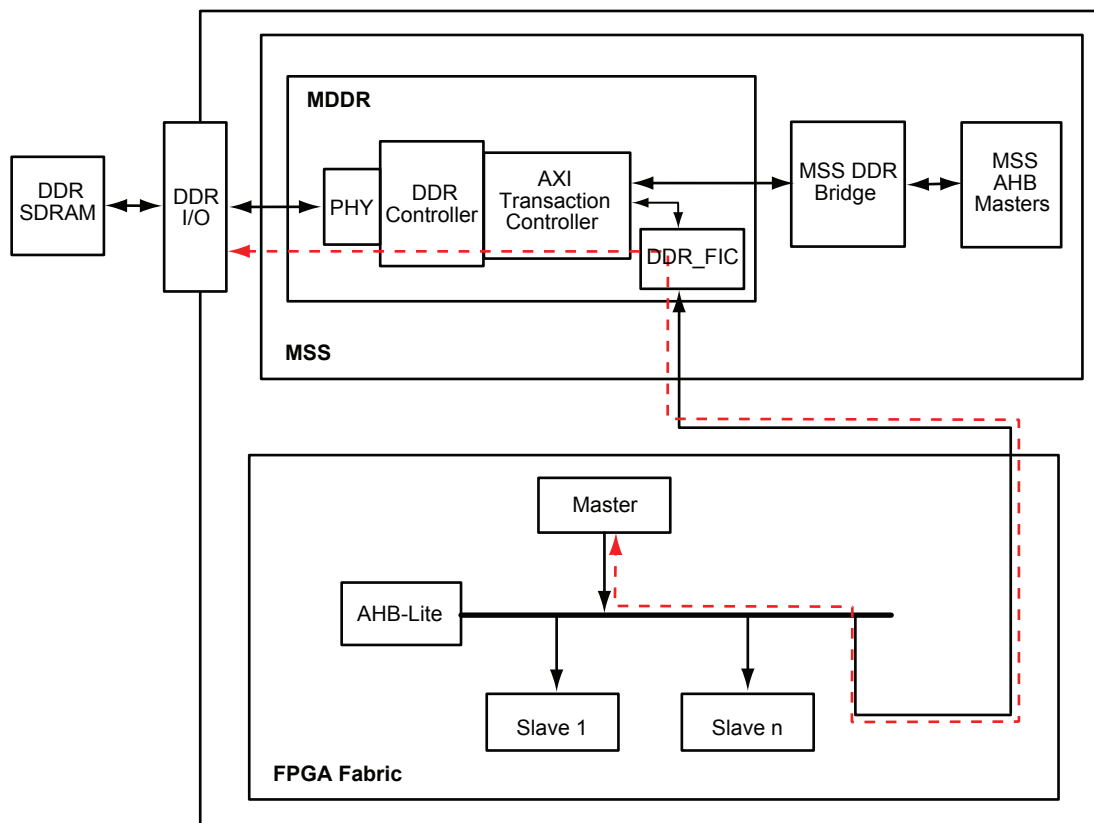 MDDR
DDR
SDRAM
DDR
I/O
PHY
DDR
Controller
AXI
Transaction
Controller
DDR_FIC
MSS DDR
Bridge
MSS
AHB
Masters
MSS
Master
AHB-Lite
Slave 1
Slave n
FPGA Fabric